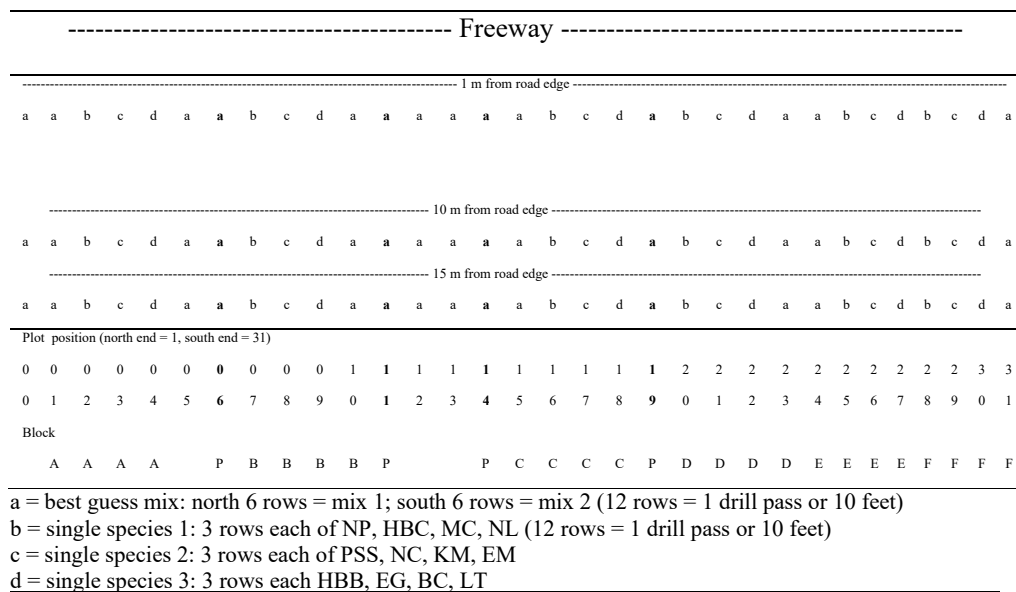 ------------------------------------------ Freeway --------------------------------------------
------------------------------------------------------------------------------------------------ 1 m from road edge ------------------------------------------------------------------------------------------------
a a b c d a a b c d a a a a a a b c d a b c d a a b c d b c d a
------------------------------------------------------------------------------------ 10 m from road edge ------------------------------------------------------------------------------------------------
a a b c d a a b c d a a a a a a b c d a b c d a a b c d b c d a
------------------------------------------------------------------------------------ 15 m from road edge ------------------------------------------------------------------------------------------------
a a b c d a a b c d a a a a a a b c d a b c d a a b c d b c d a
Plot position (north end = 1, south end = 31)
0 0 0 0 0 0 0 0 0 0 1 1 1 1 1 1 1 1 1 1 2 2 2 2 2 2 2 2 2 2 3 3
0 1 2 3 4 5 6 7 8 9 0 1 2 3 4 5 6 7 8 9 0 1 2 3 4 5 6 7 8 9 0 1
Block
A A A A P B B B B P P C C C C P D D D D E E E E F F F F
a = best guess mix: north 6 rows = mix 1; south 6 rows = mix 2 (12 rows = 1 drill pass or 10 feet)
b = single species 1: 3 rows each of NP, HBC, MC, NL (12 rows = 1 drill pass or 10 feet)
c = single species 2: 3 rows each of PSS, NC, KM, EM
d = single species 3: 3 rows each HBB, EG, BC, LT